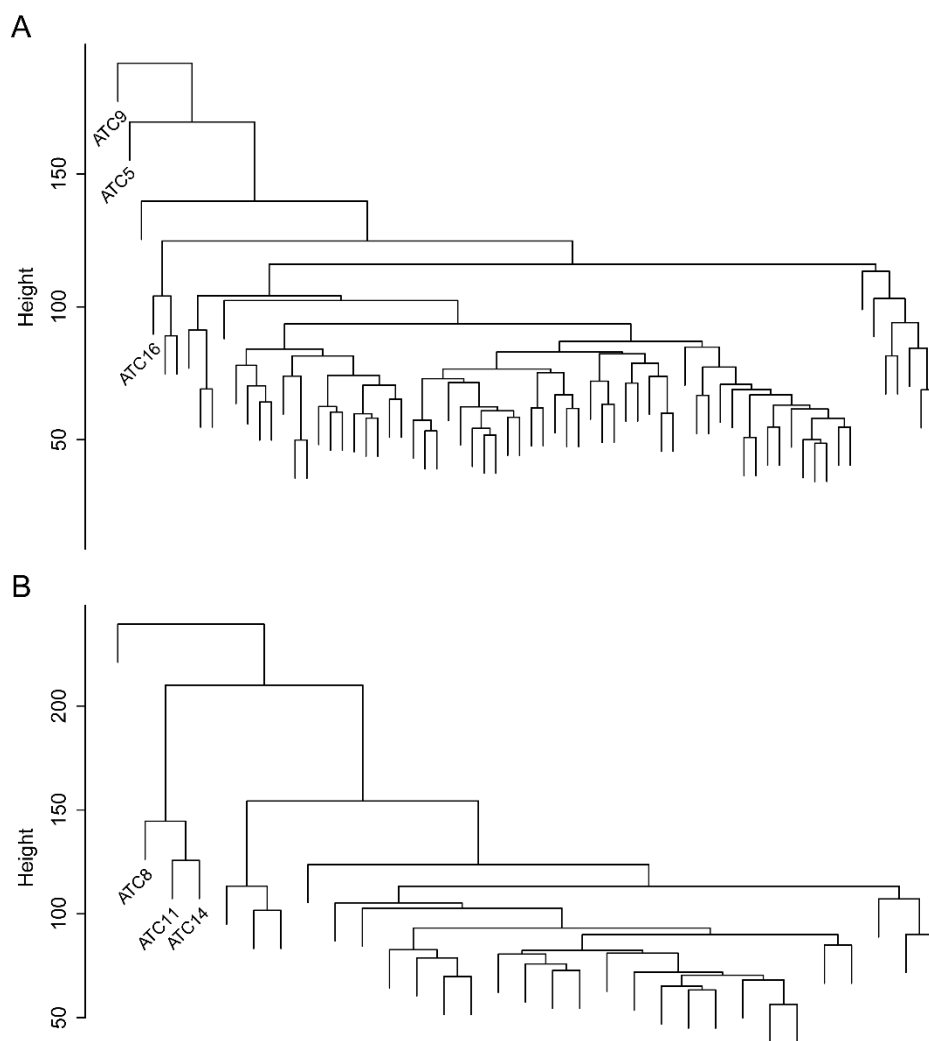 A
ATC9
ATC5
150
100
Height
ATC16
50
B
200
150
Height
ATC8
ATC11
ATC14
100
50